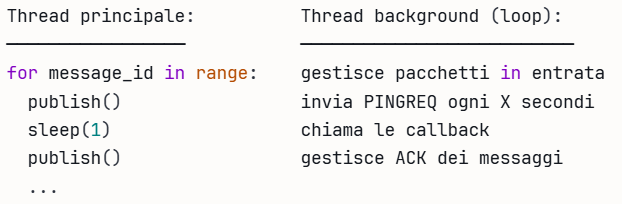 Thread principale:          Thread background (loop):
─────────────────          ──────────────────────────
for message_id in range:    gestisce pacchetti in entrata
  publish()                 invia PINGREQ ogni X secondi
  sleep(1)                  chiama le callback
  publish()                 gestisce ACK dei messaggi
  ...